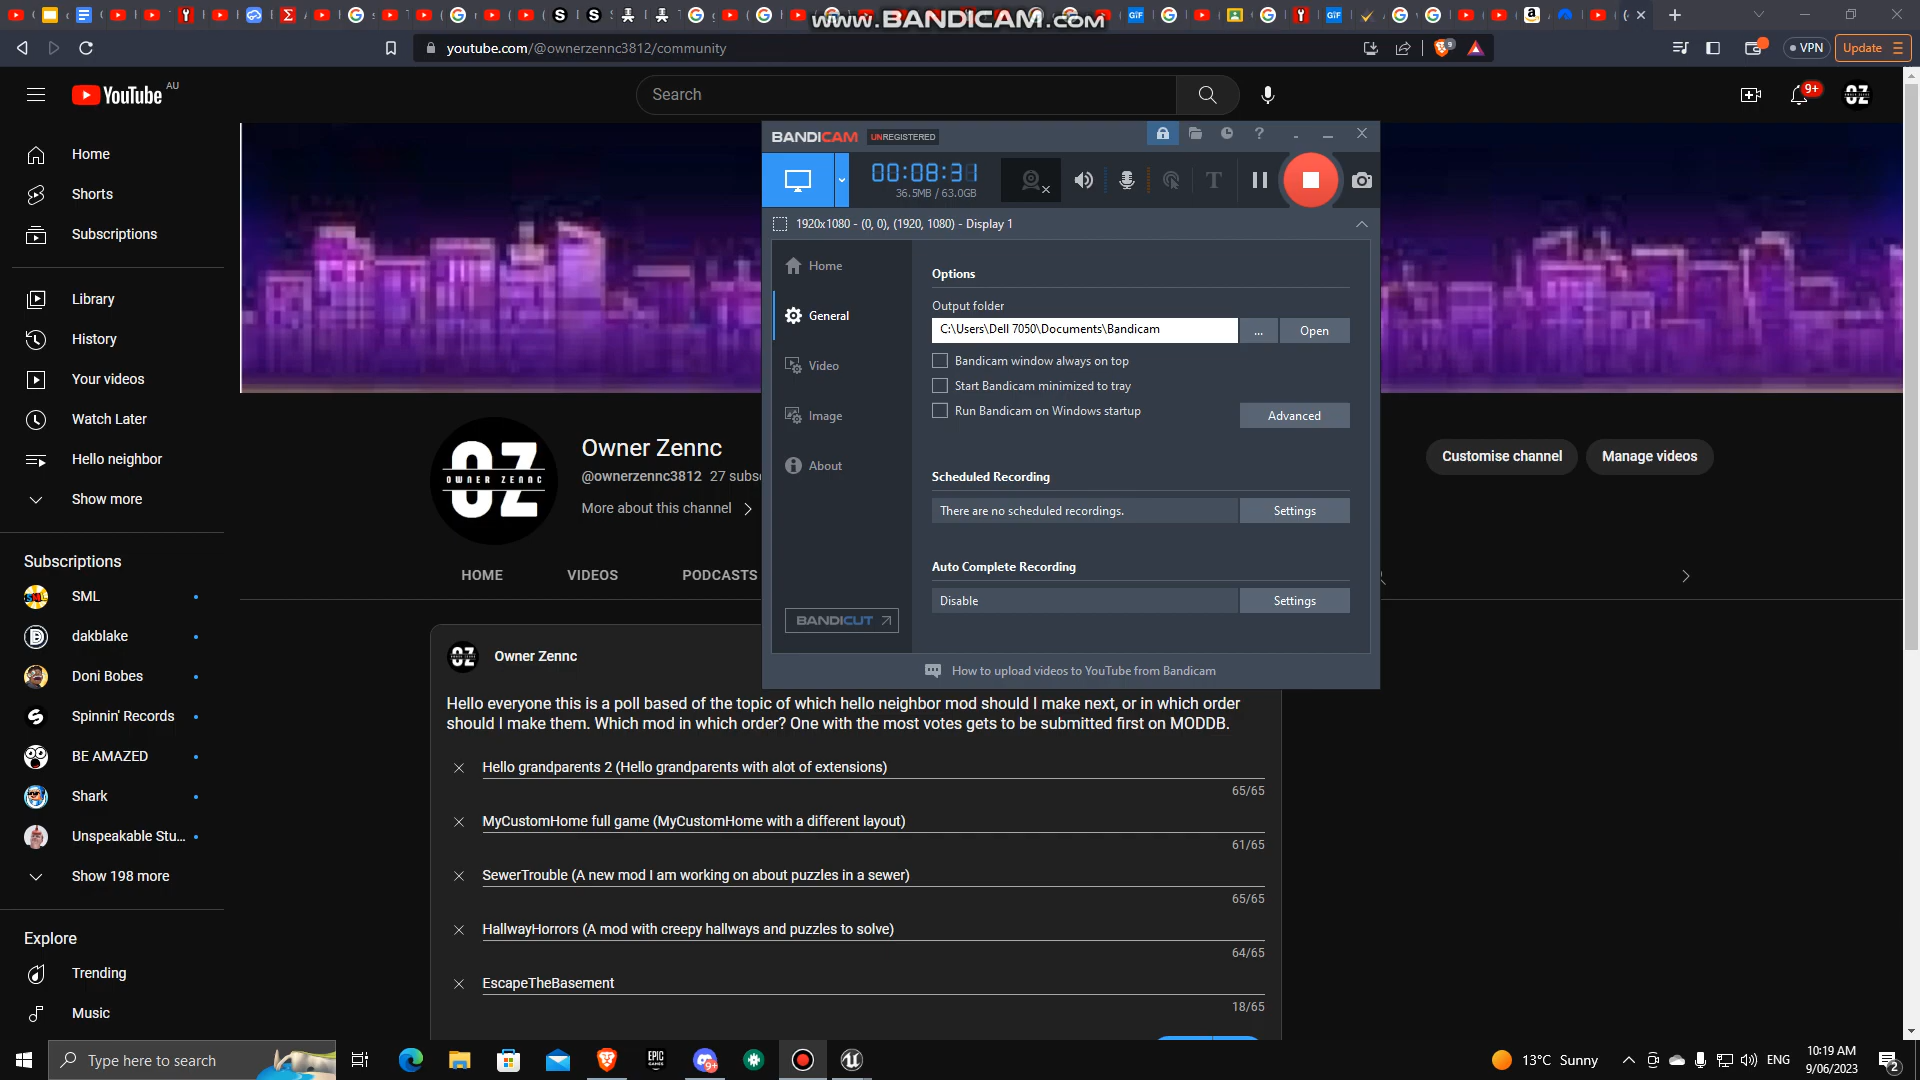 www.BANDICAM.com
youtube.com/@ownerzennc3812/community
VPN
Update
YouTube AU
Search
9+
OZ
Home
Shorts
Subscriptions
Library
History
Your videos
Watch Later
Hello neighbor
Show more
Subscriptions
SML
dakblake
Doni Bobes
Spinnin' Records
BE AMAZED
Shark
Unspeakable Stu...
Show 198 more
Explore
Trending
Music
BANDICAM UNREGISTERED
00:08:31
36.5MB / 63.0GB
1920x1080 - (0, 0), (1920, 1080) - Display 1
Home
General
Video
Image
About
BANDICUT
Options
Output folder
C:\Users\Dell 7050\Documents\Bandicam
...
Open
Bandicam window always on top
Start Bandicam minimized to tray
Run Bandicam on Windows startup
Advanced
Scheduled Recording
There are no scheduled recordings.
Settings
Auto Complete Recording
Disable
Settings
How to upload videos to YouTube from Bandicam
OZ
OWNER ZENNC
Owner Zennc
@ownerzennc3812 27 subs
More about this channel
Customise channel
Manage videos
HOME
VIDEOS
PODCASTS
OZ
Owner Zennc
Hello everyone this is a poll based of the topic of which hello neighbor mod should I make next, or in which order
should I make them. Which mod in which order? One with the most votes gets to be submitted first on MODDB.
Hello grandparents 2 (Hello grandparents with alot of extensions)
65/65
MyCustomHome full game (MyCustomHome with a different layout)
61/65
SewerTrouble (A new mod I am working on about puzzles in a sewer)
65/65
HallwayHorrors (A mod with creepy hallways and puzzles to solve)
64/65
EscapeTheBasement
18/65
Type here to search
EPIC GAMES
9+
13°C Sunny
ENG
10:19 AM
9/06/2023
2